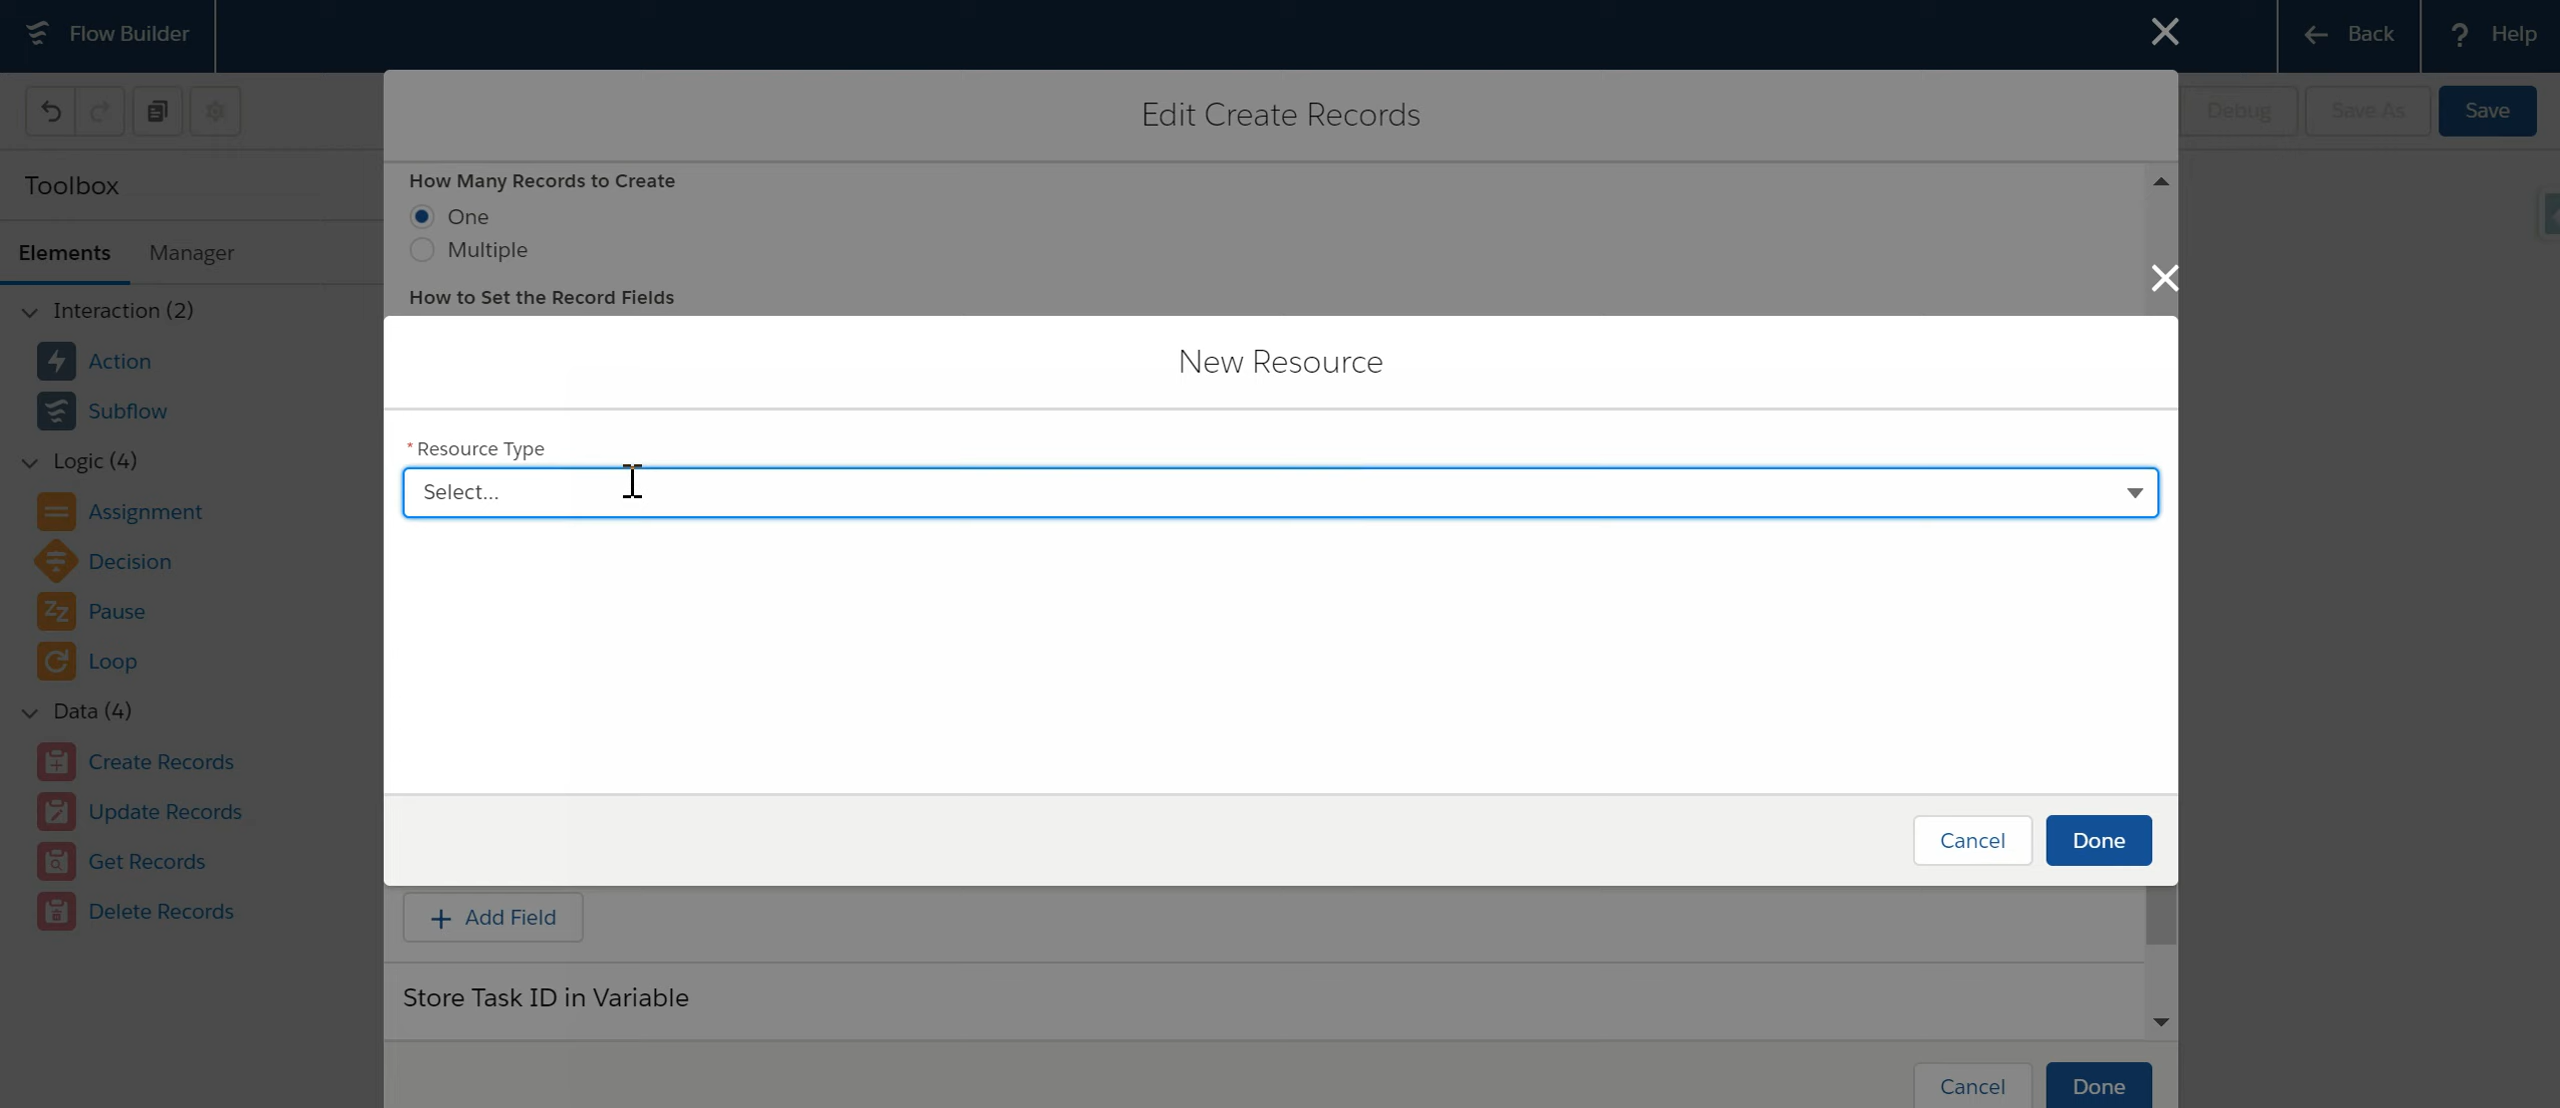 Flow Builder
Back
? Help
Edit Create Records
Debug
Save As
Save
Toolbox
How Many Records to Create
One
Multiple
Elements
Manager
How to Set the Record Fields
Interaction (2)
Action
Subflow
Logic (4)
Assignment
Decision
Pause
Loop
Data (4)
Create Records
Update Records
Get Records
Delete Records
New Resource
* Resource Type
Select...
Cancel
Done
+ Add Field
Store Task ID in Variable
Cancel
Done